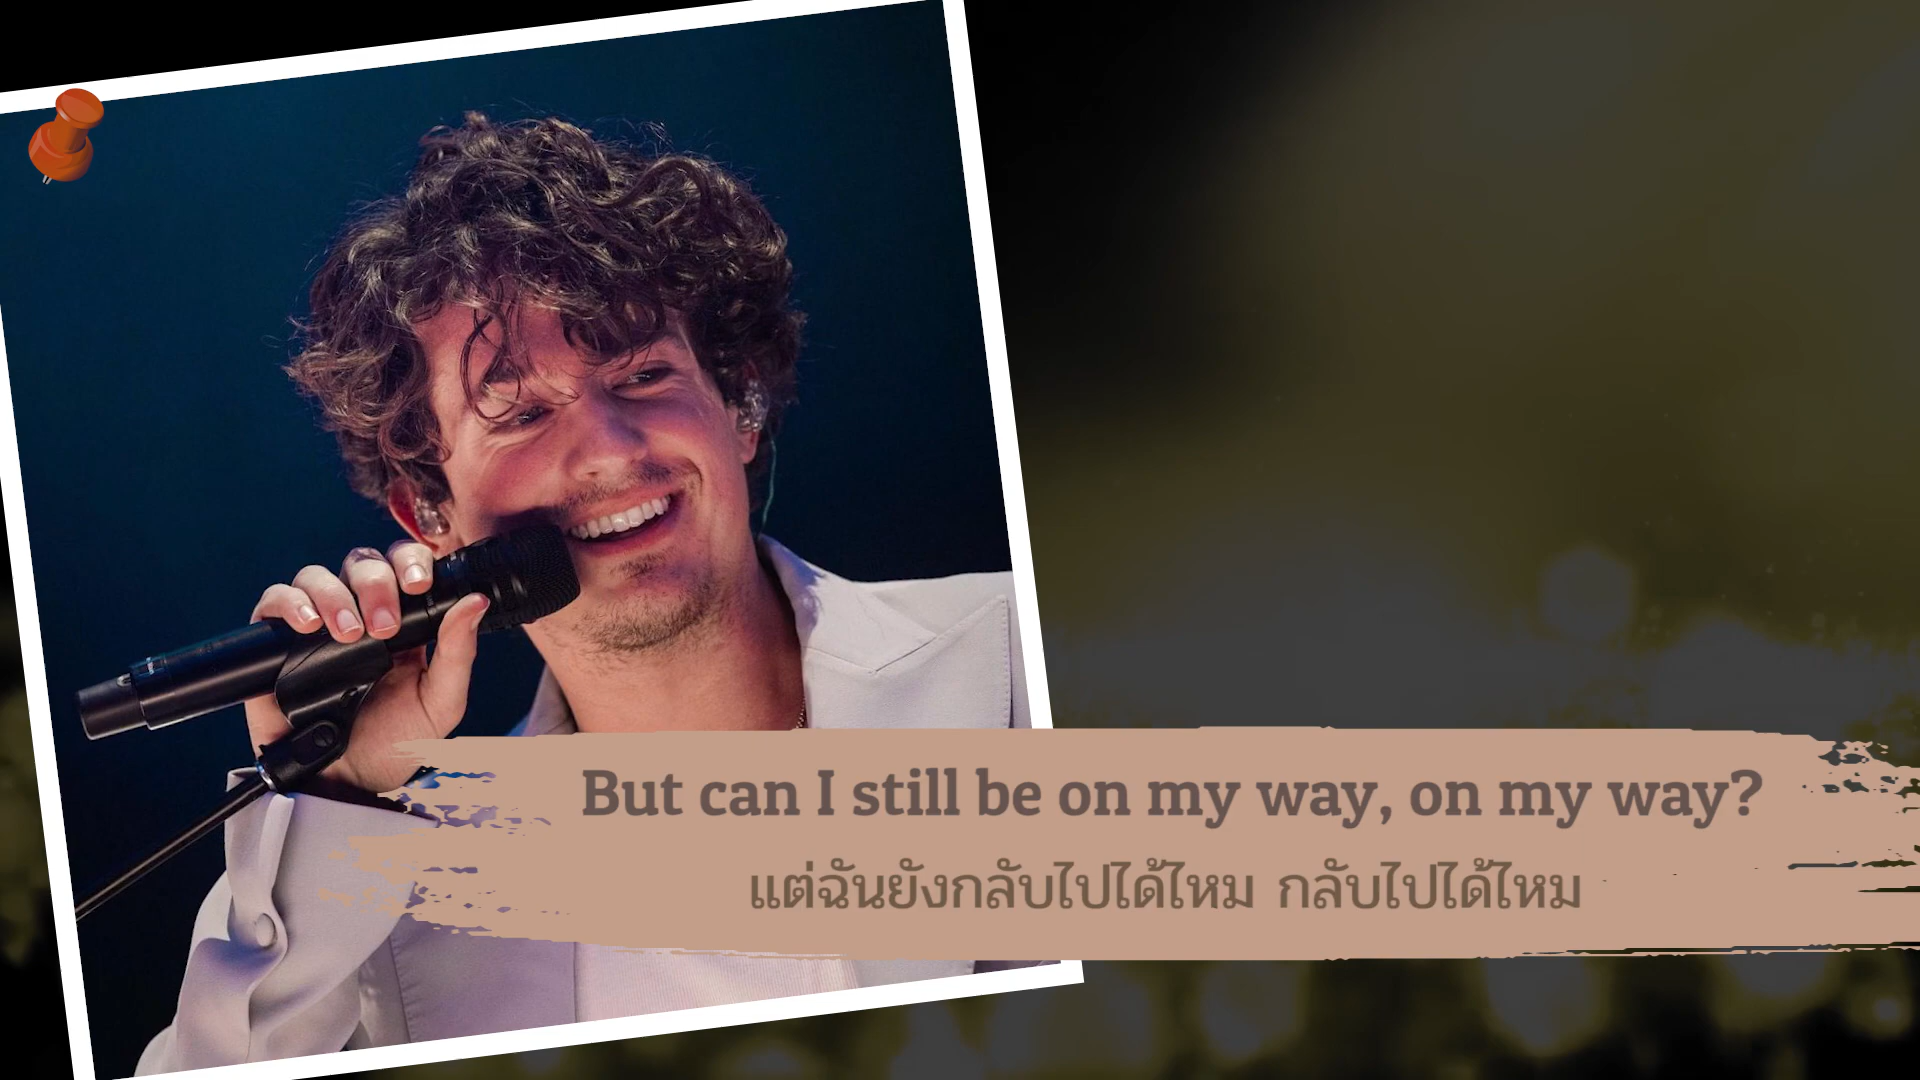 But can I still be on my way, on my way?
แต่ฉันยังกลับไปได้ไหม กลับไปได้ไหม